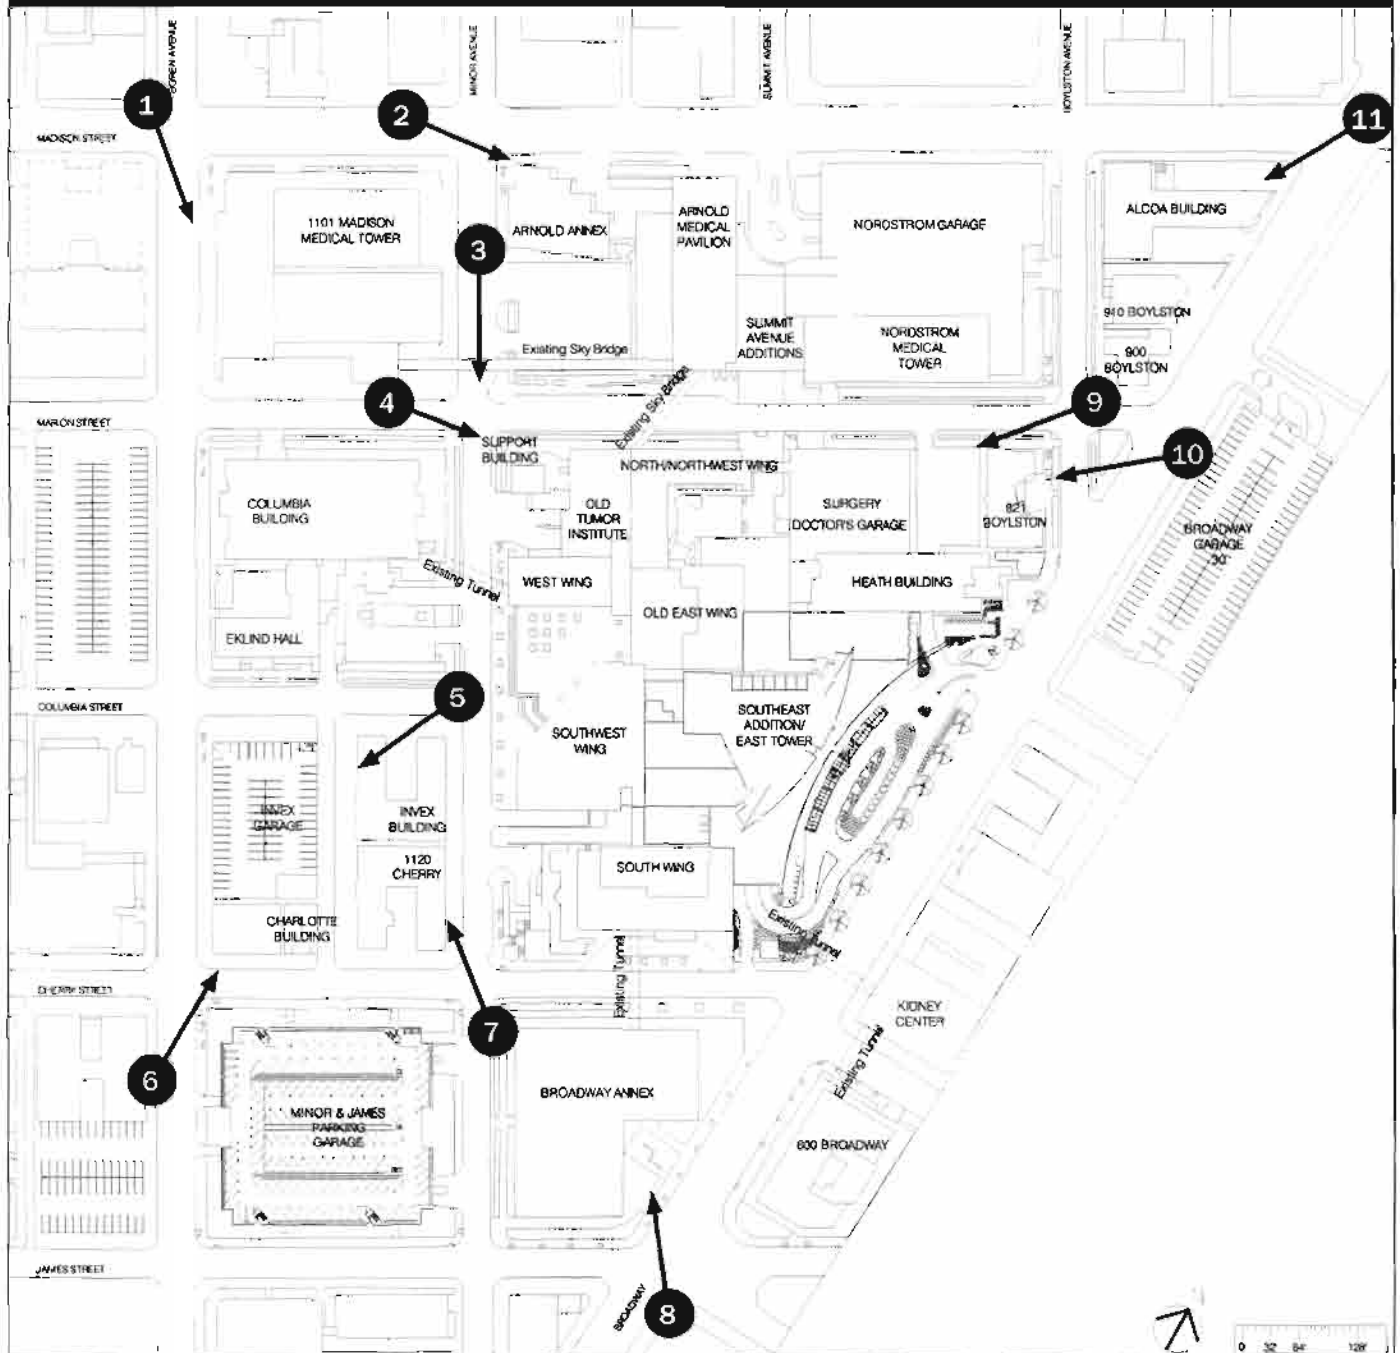 BOREN AVENUE
MINOR AVENUE
SUMMIT AVENUE
BOYLSTON AVENUE
1
2
11
MADISON STREET
1101 MADISON
MEDICAL TOWER
ARNOLD ANNEX
ARNOLD
MEDICAL
PAVILION
NORDSTROM GARAGE
ALCOA BUILDING
3
Existing Sky Bridge
SUMMIT
AVENUE
ADDITIONS
NORDSTROM
MEDICAL
TOWER
910 BOYLSTON
900
BOYLSTON
4
9
Existing Sky Bridge
MARION STREET
SUPPORT
BUILDING
NORTH/NORTHWEST WING
10
COLUMBIA
BUILDING
OLD
TUMOR
INSTITUTE
SURGERY
DOCTOR'S GARAGE
821
BOYLSTON
BROADWAY
GARAGE
30'
Existing Tunnel
WEST WING
HEATH BUILDING
OLD EAST WING
EKLIND HALL
5
COLUMBIA STREET
SOUTHWEST
WING
SOUTHEAST
ADDITION/
EAST TOWER
INVEX
GARAGE
INVEX
BUILDING
1120
CHERRY
SOUTH WING
CHARLOTTE
BUILDING
Existing Tunnel
Existing Tunnel
CHERRY STREET
KIDNEY
CENTER
7
6
Existing Tunnel
BROADWAY ANNEX
MINOR & JAMES
PARKING
GARAGE
600 BROADWAY
JAMES STREET
BROADWAY
8
0 32 64' 128'